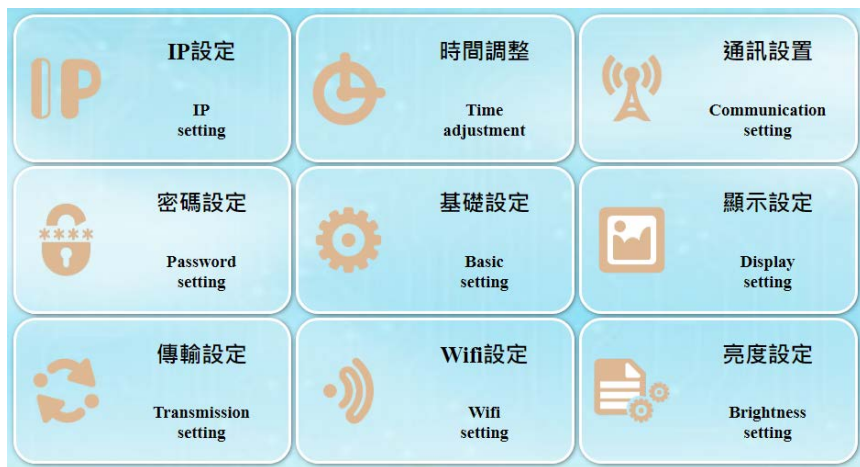 IP設定
IP
setting
時間調整
Time
adjustment
通訊設置
Communication
setting
密碼設定
Password
setting
基礎設定
Basic
setting
顯示設定
Display
setting
傳輸設定
Transmission
setting
Wifi設定
Wifi
setting
亮度設定
Brightness
setting